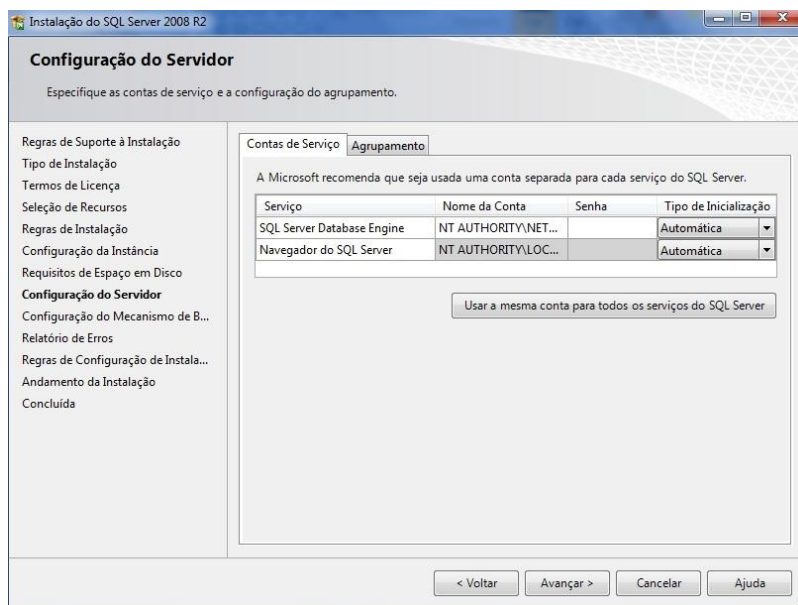 Instalação do SQL Server 2008 R2
Configuração do Servidor
Especifique as contas de serviço e a configuração do agrupamento.
Regras de Suporte à Instalação
Tipo de Instalação
Termos de Licença
Seleção de Recursos
Regras de Instalação
Configuração da Instância
Requisitos de Espaço em Disco
Configuração do Servidor
Configuração do Mecanismo de B...
Relatório de Erros
Regras de Configuração de Instala...
Andamento da Instalação
Concluída
Contas de Serviço Agrupamento
A Microsoft recomenda que seja usada uma conta separada para cada serviço do SQL Server.
Serviço Nome da Conta Senha Tipo de Inicialização
SQL Server Database Engine NT AUTHORITY\NET... Automática
Navegador do SQL Server NT AUTHORITY\LOC... Automática
Usar a mesma conta para todos os serviços do SQL Server
< Voltar Avançar > Cancelar Ajuda